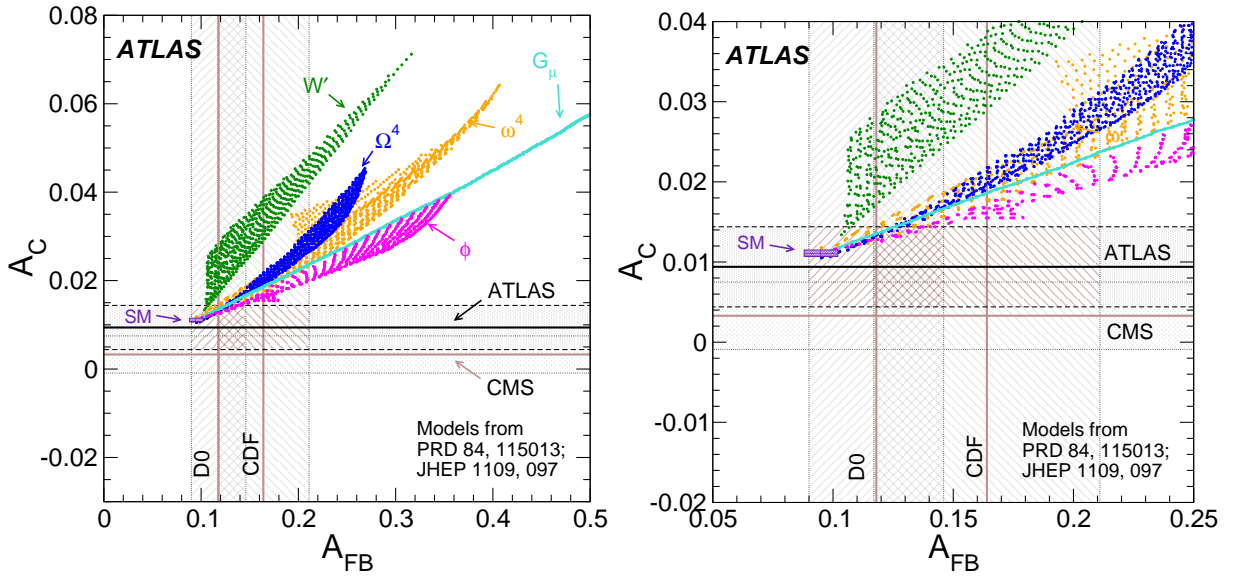 ATLAS
0.08
0.06
0.04
0.02
0
-0.02
A_C
W′
G_μ
ω^4
Ω^4
ϕ
SM
ATLAS
CMS
D0
CDF
Models from
PRD 84, 115013;
JHEP 1109, 097
0 0.1 0.2 0.3 0.4 0.5
A_FB
ATLAS
0.04
0.03
0.02
0.01
0
-0.01
-0.02
A_C
SM
ATLAS
CMS
D0
CDF
Models from
PRD 84, 115013;
JHEP 1109, 097
0.05 0.1 0.15 0.2 0.25
A_FB